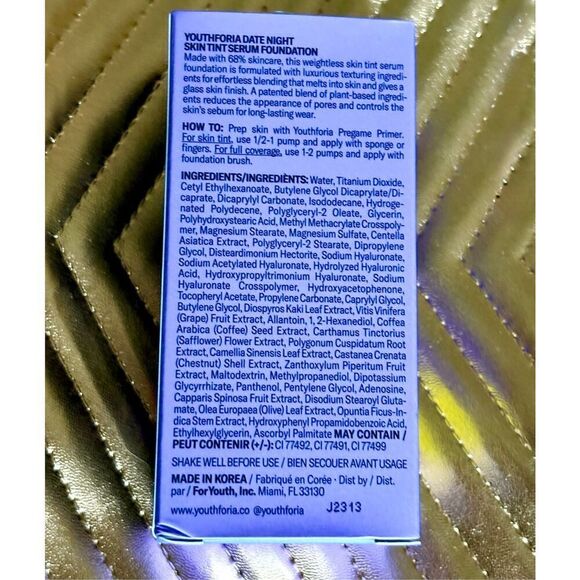 YOUTHFORIA DATE NIGHT
SKIN TINT SERUM FOUNDATION
Made with 68% skincare, this weightless skin tint serum
foundation is formulated with luxurious texturing ingredi-
ents for effortless blending that melts into skin and gives a
glass skin finish. A patented blend of plant-based ingredi-
ents reduces the appearance of pores and controls the
skin's sebum for long-lasting wear.
HOW TO: Prep skin with Youthforia Pregame Primer.
For skin tint, use 1/2-1 pump and apply with sponge or
fingers. For full coverage, use 1-2 pumps and apply with
foundation brush.
INGREDIENTS/INGREDIÈNTS: Water, Titanium Dioxide,
Cetyl Ethylhexanoate, Butylene Glycol Dicaprylate/Di-
caprate, Dicaprylyl Carbonate, Isododecane, Hydroge-
nated Polydecene, Polyglyceryl-2 Oleate, Glycerin,
Polyhydroxystearic Acid, Methyl Methacrylate Crosspoly-
mer, Magnesium Stearate, Magnesium Sulfate, Centella
Asiatica Extract, Polyglyceryl-2 Stearate, Dipropylene
Glycol, Disteardimonium Hectorite, Sodium Hyaluronate,
Sodium Acetylated Hyaluronate, Hydrolyzed Hyaluronic
Acid, Hydroxypropyltrimonium Hyaluronate, Sodium
Hyaluronate Crosspolymer, Hydroxyacetophenone,
Tocopheryl Acetate, Propylene Carbonate, Caprylyl Glycol,
Butylene Glycol, Diospyros Kaki Leaf Extract, Vitis Vinifera
(Grape) Fruit Extract, Allantoin, 1, 2-Hexanediol, Coffea
Arabica (Coffee) Seed Extract, Carthamus Tinctorius
(Safflower) Flower Extract, Polygonum Cuspidatum Root
Extract, Camellia Sinensis Leaf Extract, Castanea Crenata
(Chestnut) Shell Extract, Zanthoxylum Piperitum Fruit
Extract, Maltodextrin, Methylpropanediol, Dipotassium
Glycyrrhizate, Panthenol, Pentylene Glycol, Adenosine,
Capparis Spinosa Fruit Extract, Disodium Stearoyl Gluta-
mate, Olea Europaea (Olive) Leaf Extract, Opuntia Ficus-In-
dica Stem Extract, Hydroxyphenyl Propamidobenzoic Acid,
Ethylhexylglycerin, Ascorbyl Palmitate MAY CONTAIN /
PEUT CONTENIR (+/-): CI 77492, CI 77491, CI 77499
SHAKE WELL BEFORE USE / BIEN SECOUER AVANT USAGE
MADE IN KOREA / Fabriqué en Corée · Dist by / Dist.
par / For Youth, Inc. Miami, FL 33130
www.youthforia.co @youthforia J2313